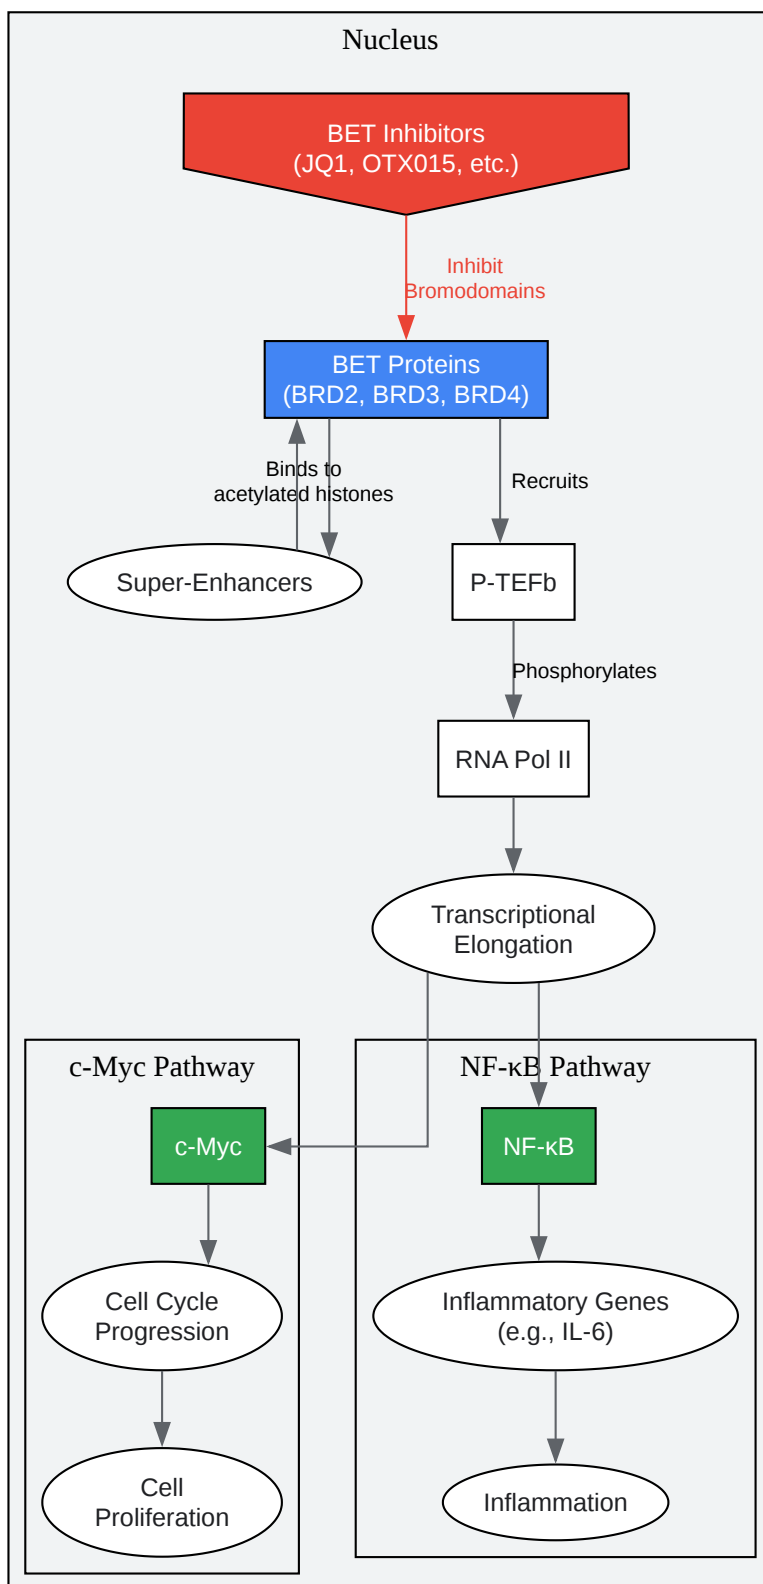 Nucleus
BET Inhibitors
(JQ1, OTX015, etc.)
Inhibit
Bromodomains
BET Proteins
(BRD2, BRD3, BRD4)
Binds to
acetylated histones
Recruits
Super-Enhancers
P-TEFb
Phosphorylates
RNA Pol II
Transcriptional
Elongation
c-Myc Pathway
c-Myc
Cell Cycle
Progression
Cell
Proliferation
NF-κB Pathway
NF-κB
Inflammatory Genes
(e.g., IL-6)
Inflammation